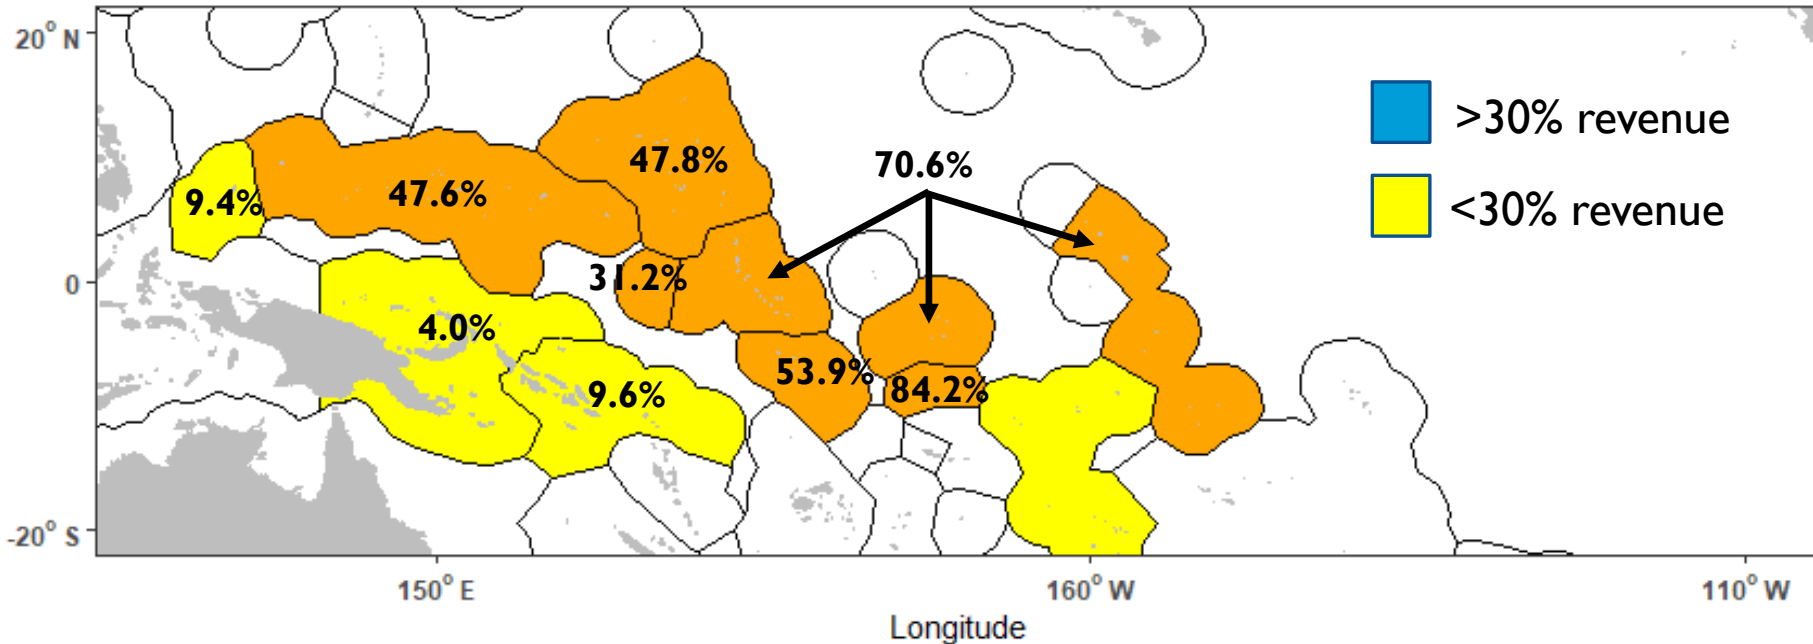 20° N
0
-20° S
9.4%
47.6%
47.8%
70.6%
31.2%
4.0%
9.6%
53.9%
84.2%
>30% revenue
<30% revenue
150° E
160° W
110° W
Longitude